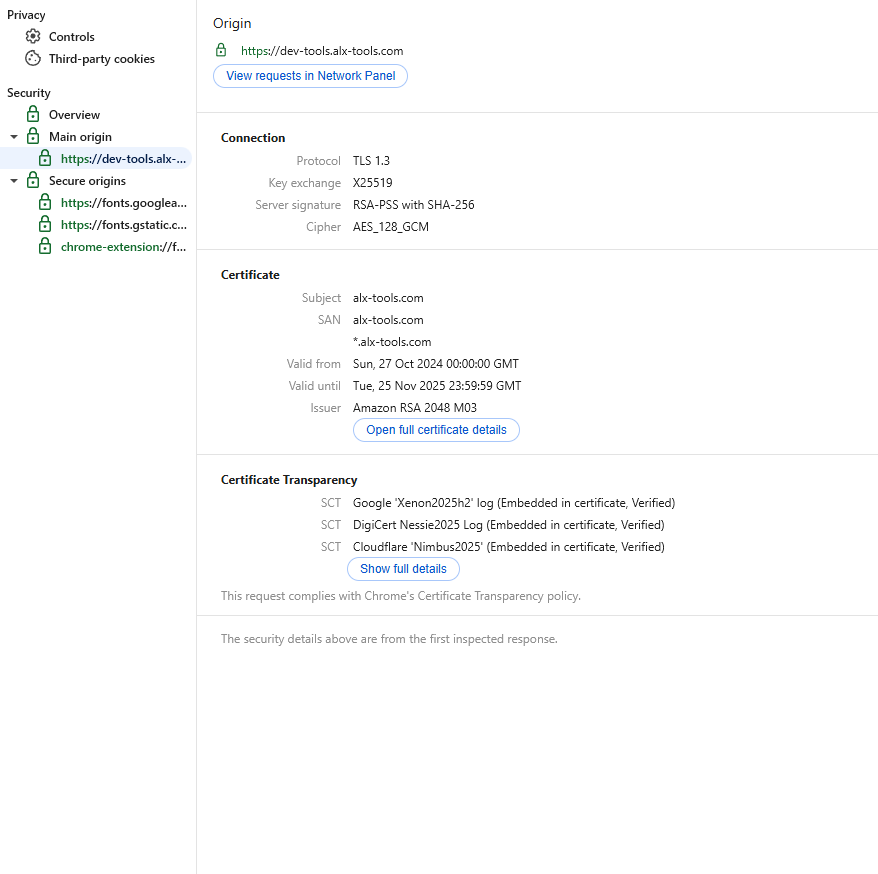 Privacy
Controls
Third-party cookies
Security
Overview
Main origin
https://dev-tools.alx-...
Secure origins
https://fonts.googlea...
https://fonts.gstatic.c...
chrome-extension://f...
Origin
https://dev-tools.alx-tools.com
View requests in Network Panel
Connection
Protocol TLS 1.3
Key exchange X25519
Server signature RSA-PSS with SHA-256
Cipher AES_128_GCM
Certificate
Subject alx-tools.com
SAN alx-tools.com
*.alx-tools.com
Valid from Sun, 27 Oct 2024 00:00:00 GMT
Valid until Tue, 25 Nov 2025 23:59:59 GMT
Issuer Amazon RSA 2048 M03
Open full certificate details
Certificate Transparency
SCT Google 'Xenon2025h2' log (Embedded in certificate, Verified)
SCT DigiCert Nessie2025 Log (Embedded in certificate, Verified)
SCT Cloudflare 'Nimbus2025' (Embedded in certificate, Verified)
Show full details
This request complies with Chrome's Certificate Transparency policy.
The security details above are from the first inspected response.